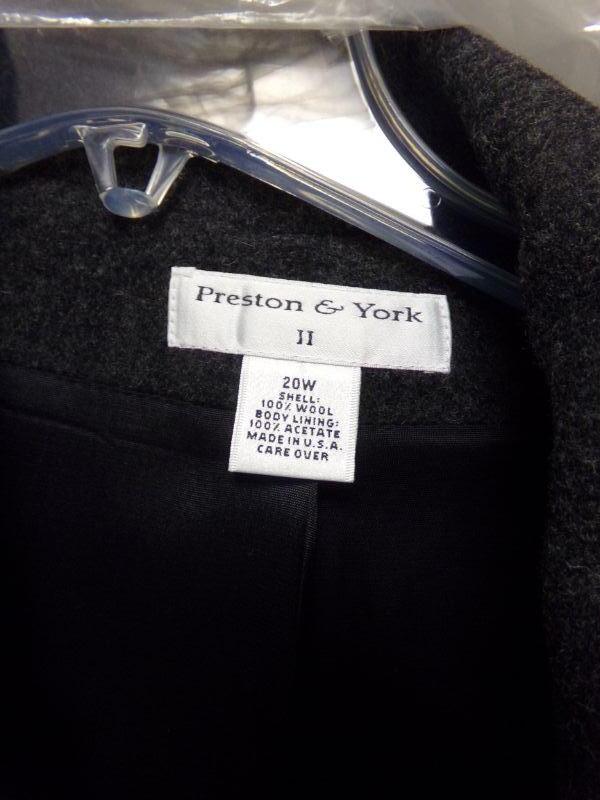 Preston & York
II
20W
SHELL:
100% WOOL
BODY LINING:
100% ACETATE
MADE IN U.S.A.
CARE OVER